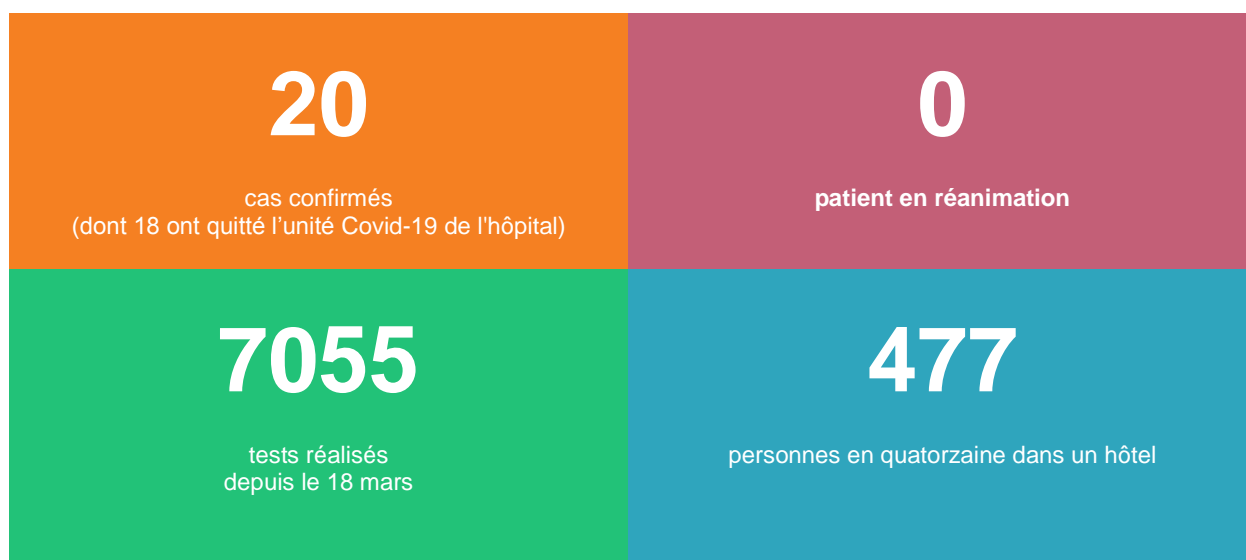 20
cas confirmés
(dont 18 ont quitté l’unité Covid-19 de l'hôpital)
0
patient en réanimation
7055
tests réalisés
depuis le 18 mars
477
personnes en quatorzaine dans un hôtel